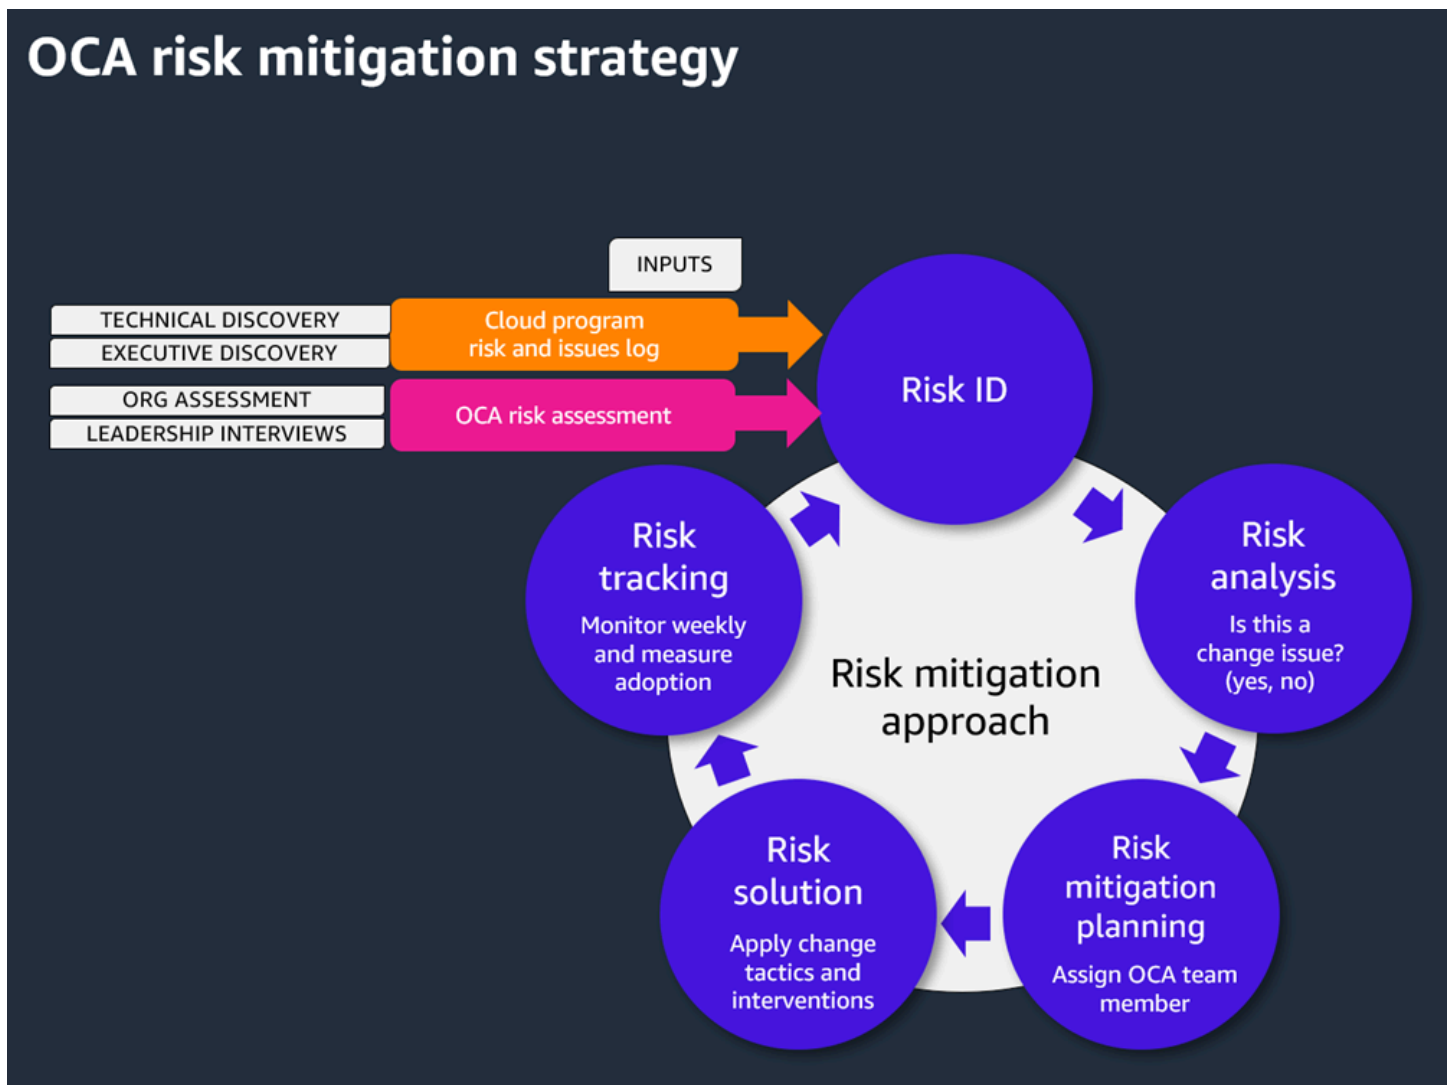 OCA risk mitigation strategy
INPUTS
TECHNICAL DISCOVERY
EXECUTIVE DISCOVERY
Cloud program
risk and issues log
ORG ASSESSMENT
LEADERSHIP INTERVIEWS
OCA risk assessment
Risk ID
Risk
analysis
Is this a
change issue?
(yes, no)
Risk
mitigation
planning
Assign OCA team
member
Risk
solution
Apply change
tactics and
interventions
Risk
tracking
Monitor weekly
and measure
adoption
Risk mitigation
approach